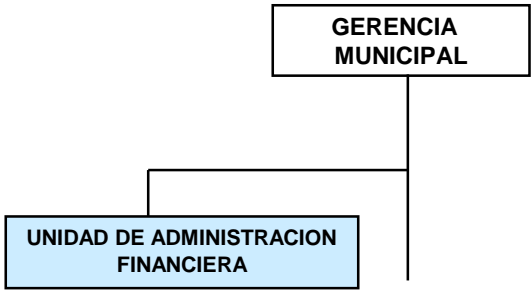 GERENCIA
MUNICIPAL
UNIDAD DE ADMINISTRACION
FINANCIERA